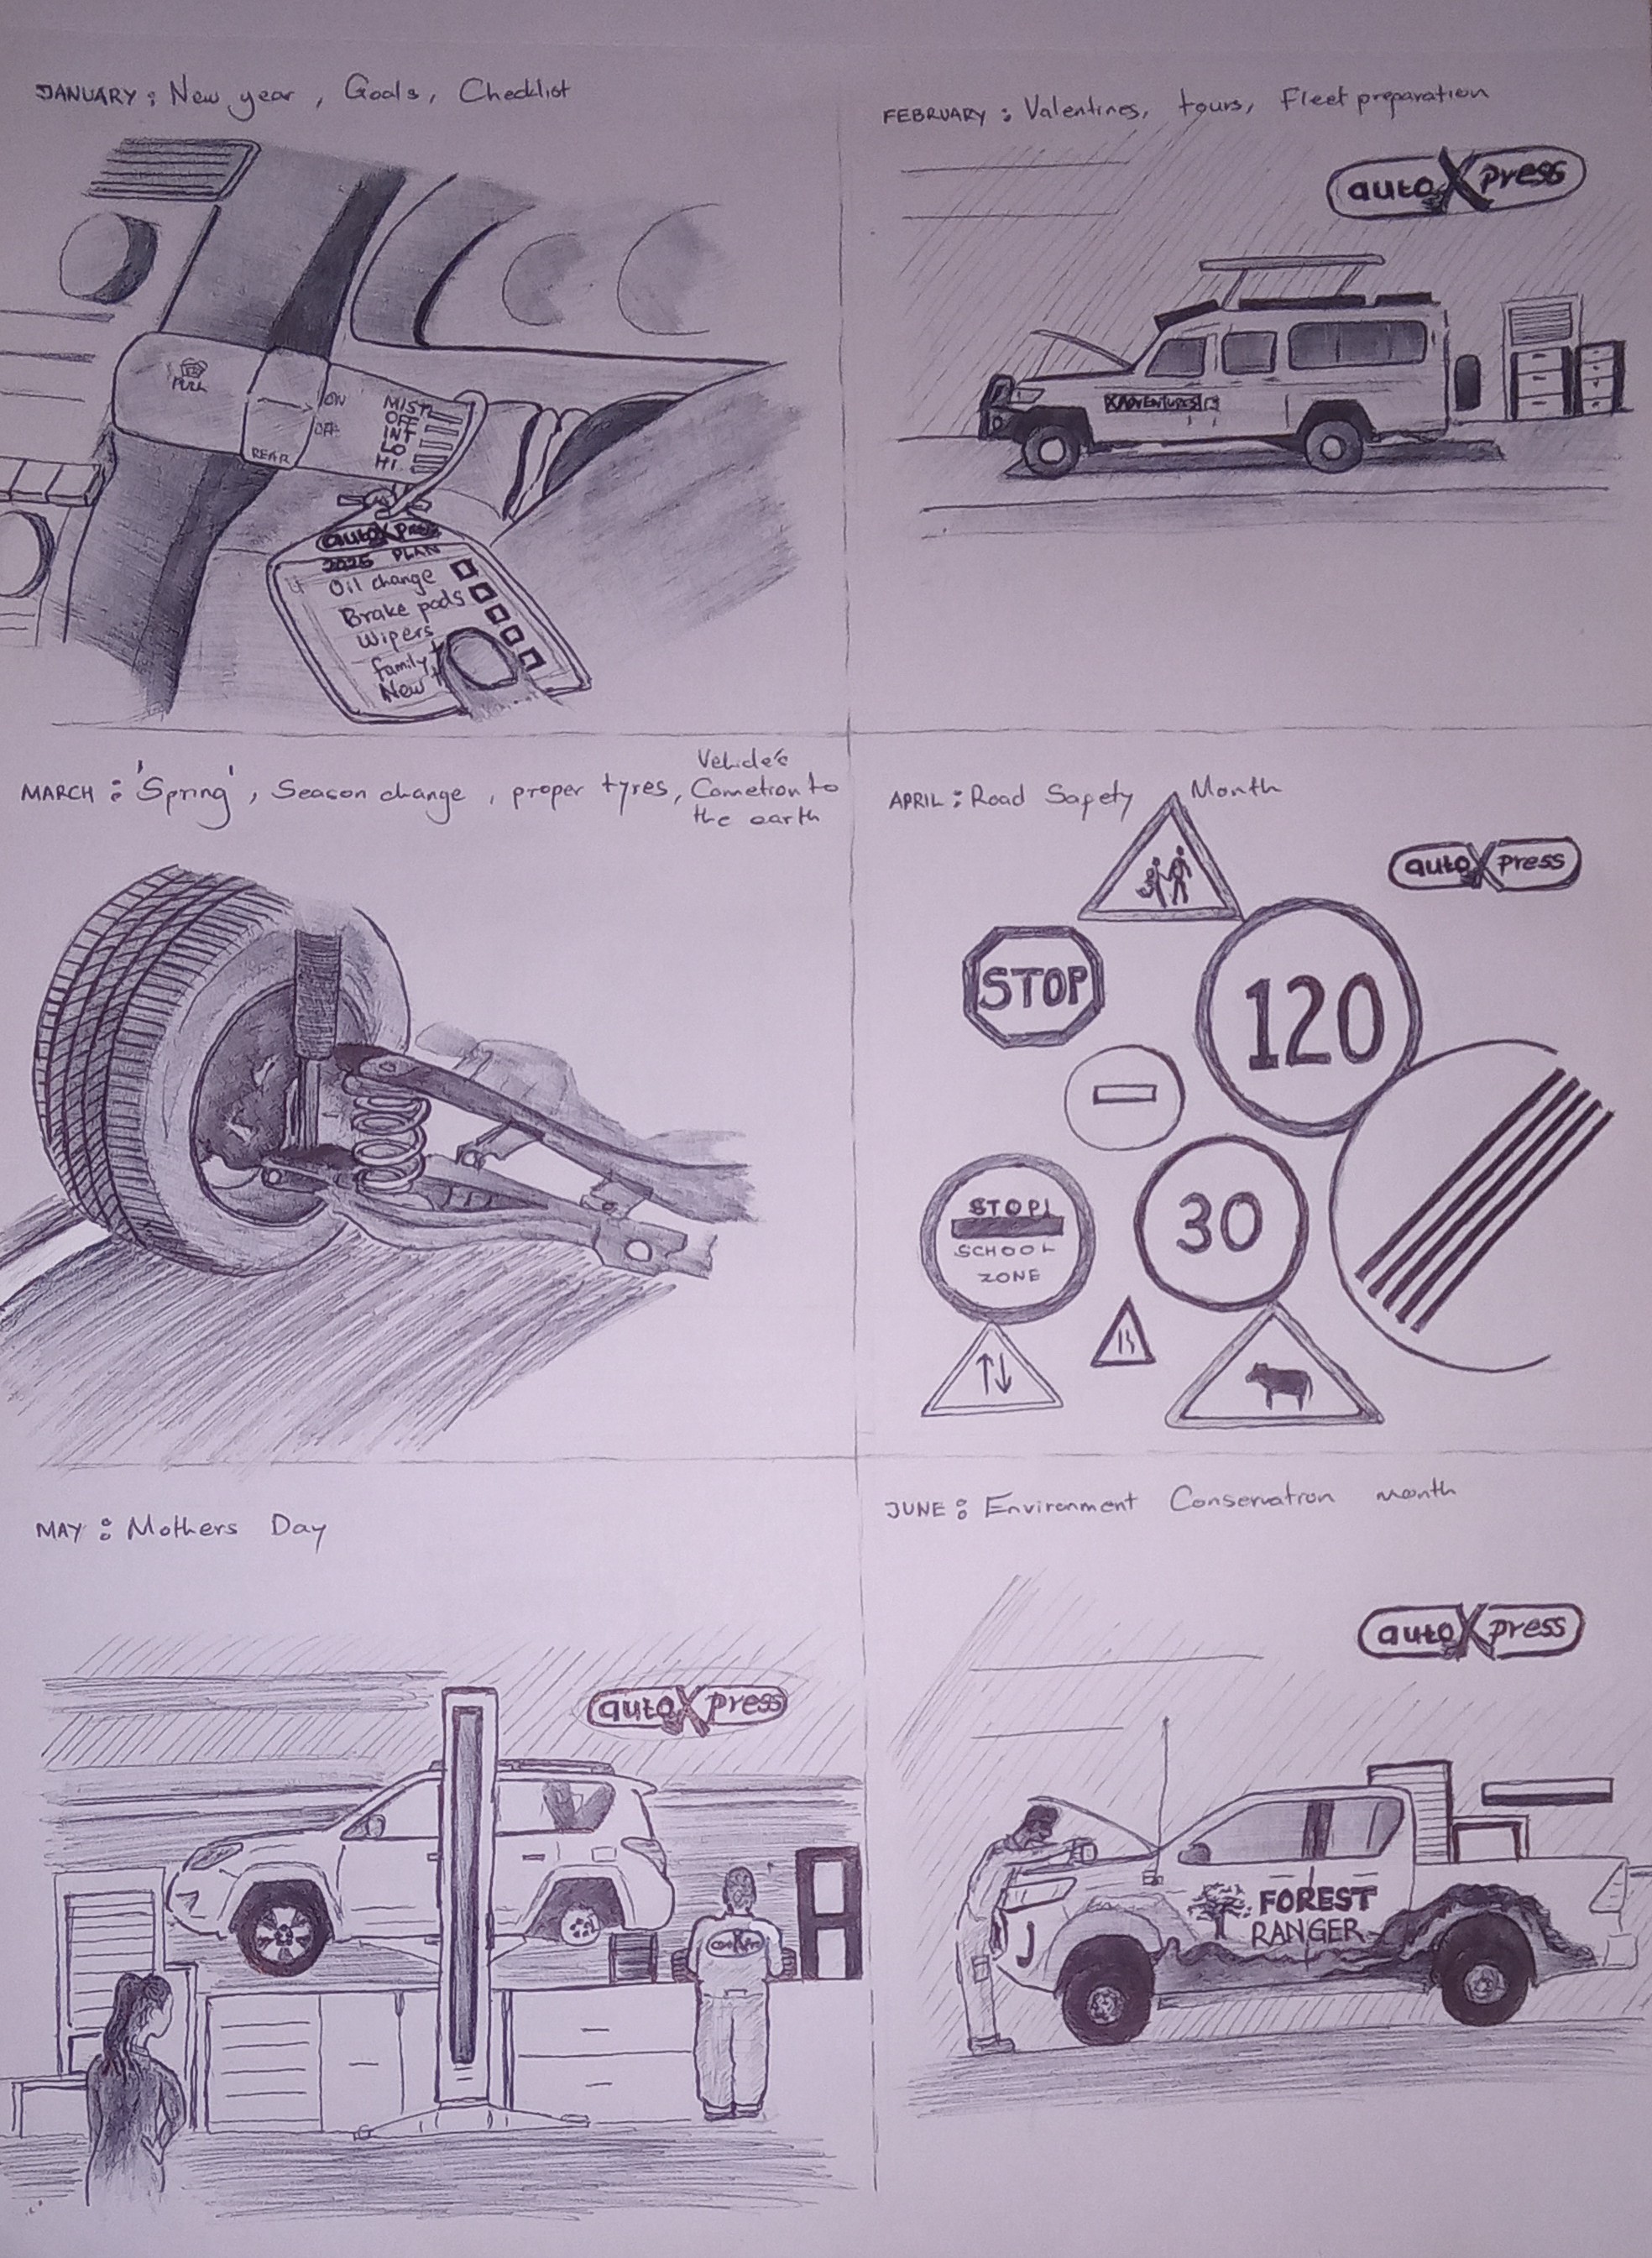 JANUARY : New year , Goals, Checklist
PULL
ON
OFF
REAR
MIST
OFF
INT
LO
HI
autoXpress
2025 PLAN
Oil change
Brake pads
Wipers
family
New
FEBRUARY : Valentines, tours, Fleet preparation
autoXpress
XADVENTURES
MARCH : 'Spring' , Season change , proper tyres, Vehicle's
Conection to
the earth
APRIL : Road Safety Month
autoXpress
STOP
120
STOP!
SCHOOL
ZONE
30
MAY : Mothers Day
autoXpress
JUNE : Environment Conservation month
autoXpress
FOREST
RANGER
J